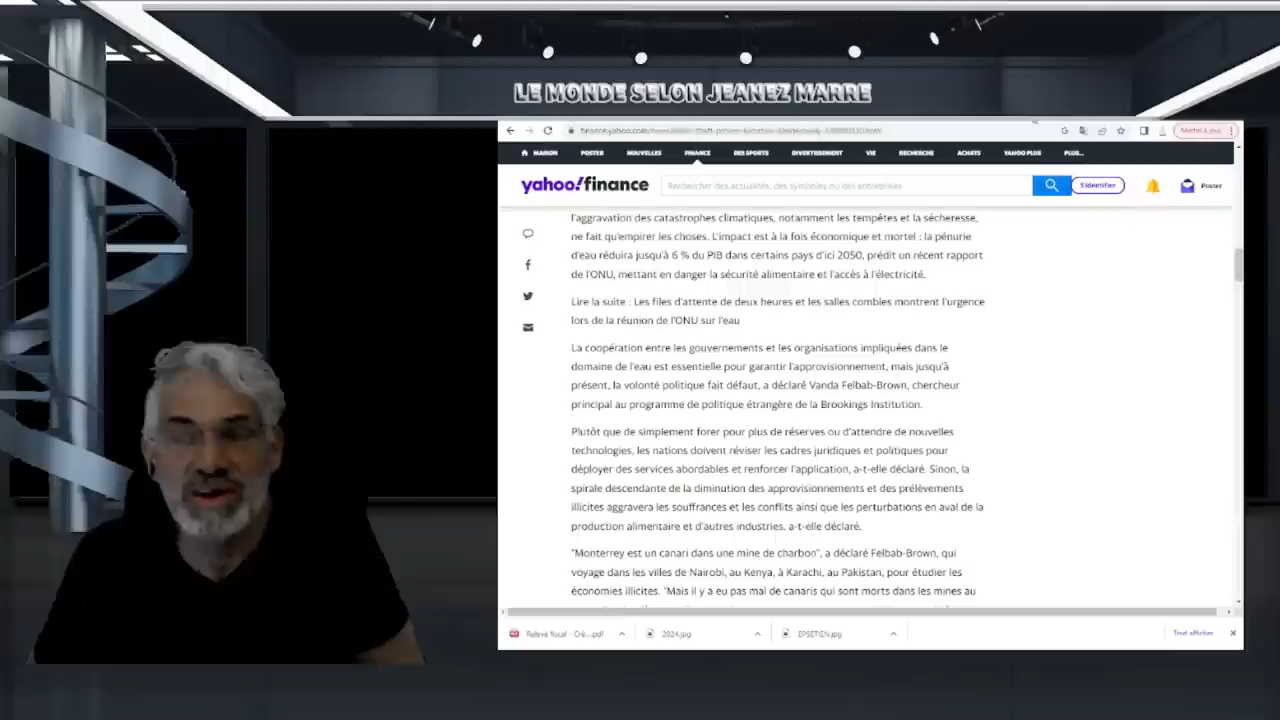 LE MONDE SELON JEANEZ MARRE
MAISON POSTER NOUVELLES FINANCE DES SPORTS DIVERTISSEMENT VIE RECHERCHE ACHATS YAHOO PLUS PLUS...
yahoo!finance Rechercher des actualités, des symboles ou des entreprises S'identifier Poster
l'aggravation des catastrophes climatiques, notamment les tempêtes et la sécheresse,
ne fait qu'empirer les choses. L'impact est à la fois économique et mortel : la pénurie
d'eau réduira jusqu'à 6 % du PIB dans certains pays d'ici 2050, prédit un récent rapport
de l'ONU, mettant en danger la sécurité alimentaire et l'accès à l'électricité.
Lire la suite : Les files d'attente de deux heures et les salles combles montrent l'urgence
lors de la réunion de l'ONU sur l'eau
La coopération entre les gouvernements et les organisations impliquées dans le
domaine de l'eau est essentielle pour garantir l'approvisionnement, mais jusqu'à
présent, la volonté politique fait défaut, a déclaré Vanda Felbab-Brown, chercheur
principal au programme de politique étrangère de la Brookings Institution.
Plutôt que de simplement forer pour plus de réserves ou d'attendre de nouvelles
technologies, les nations doivent réviser les cadres juridiques et politiques pour
déployer des services abordables et renforcer l'application, a-t-elle déclaré. Sinon, la
spirale descendante de la diminution des approvisionnements et des prélèvements
illicites aggravera les souffrances et les conflits ainsi que les perturbations en aval de la
production alimentaire et d'autres industries, a-t-elle déclaré.
"Monterrey est un canari dans une mine de charbon", a déclaré Felbab-Brown, qui
voyage dans les villes de Nairobi, au Kenya, à Karachi, au Pakistan, pour étudier les
économies illicites. "Mais il y a eu pas mal de canaris qui sont morts dans les mines au
Relevé fiscal - Cré....pdf 2024.jpg EPSETIEN.jpg Tout afficher